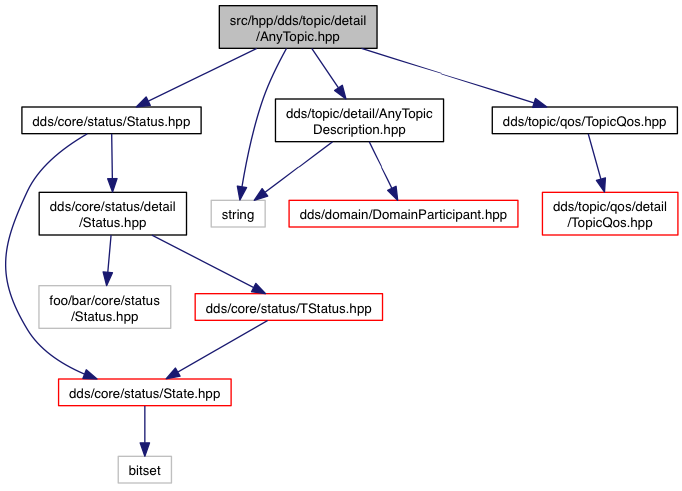 src/hpp/dds/topic/detail
/AnyTopic.hpp
dds/core/status/Status.hpp
dds/topic/detail/AnyTopic
Description.hpp
dds/topic/qos/TopicQos.hpp
dds/core/status/detail
/Status.hpp
string
dds/domain/DomainParticipant.hpp
dds/topic/qos/detail
/TopicQos.hpp
foo/bar/core/status
/Status.hpp
dds/core/status/TStatus.hpp
dds/core/status/State.hpp
bitset